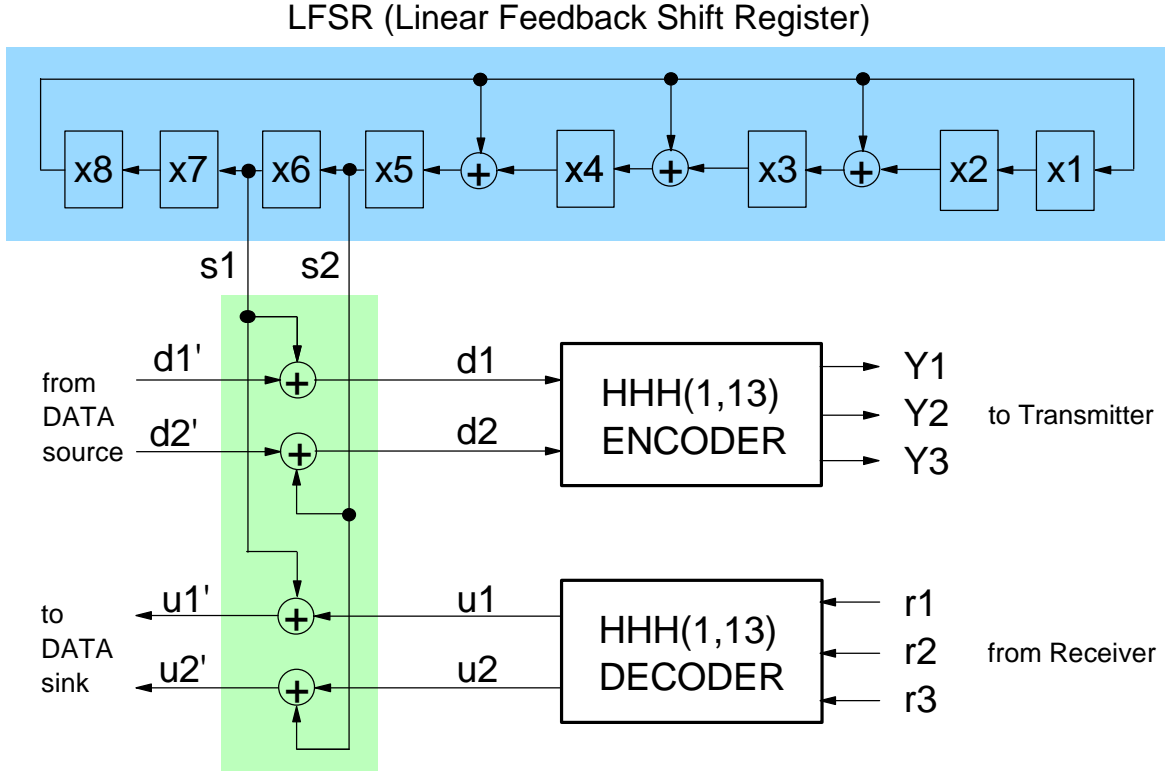 LFSR (Linear Feedback Shift Register)
x8 x7 x6 x5 + x4 + x3 + x2 x1
s1 s2
from
DATA
source
d1'
d2'
+
+
d1
d2
HHH(1,13)
ENCODER
Y1
Y2
Y3
to Transmitter
to
DATA
sink
u1'
u2'
+
+
u1
u2
HHH(1,13)
DECODER
r1
r2
r3
from Receiver